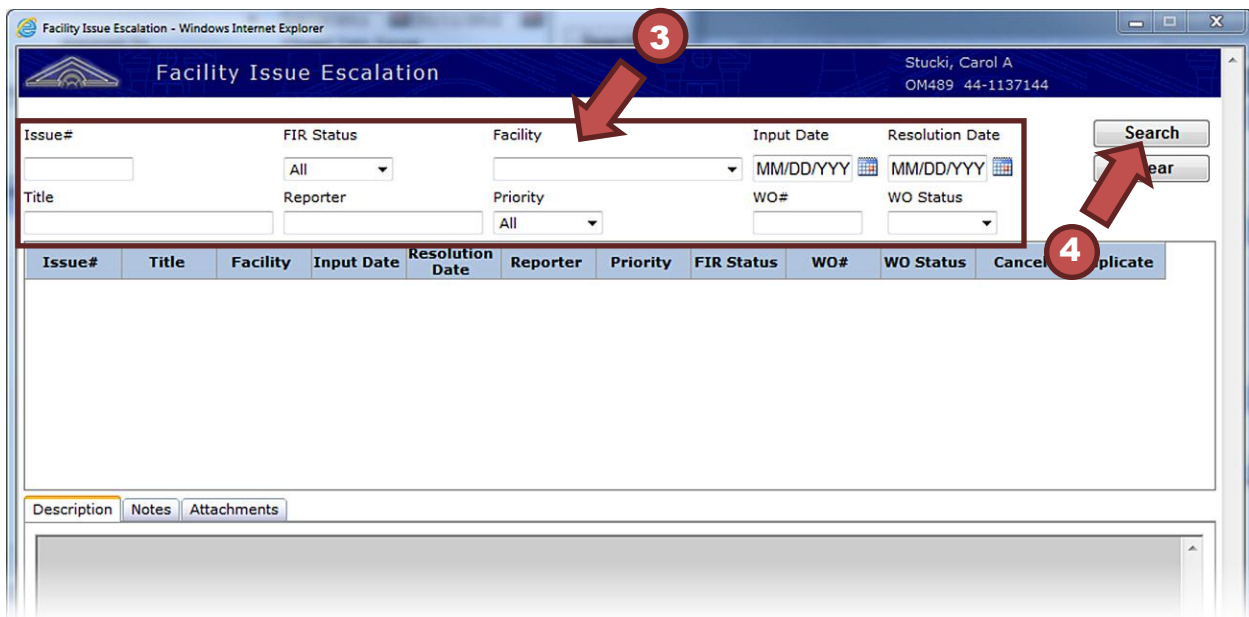 Facility Issue Escalation - Windows Internet Explorer
3
Facility Issue Escalation
Stucki, Carol A
OM489 44-1137144
Issue# FIR Status Facility Input Date Resolution Date
Search
All MM/DD/YYY MM/DD/YYY
ear
Title Reporter Priority WO# WO Status
All
4
Issue# Title Facility Input Date Resolution Date Reporter Priority FIR Status WO# WO Status Cancel plicate
Description Notes Attachments